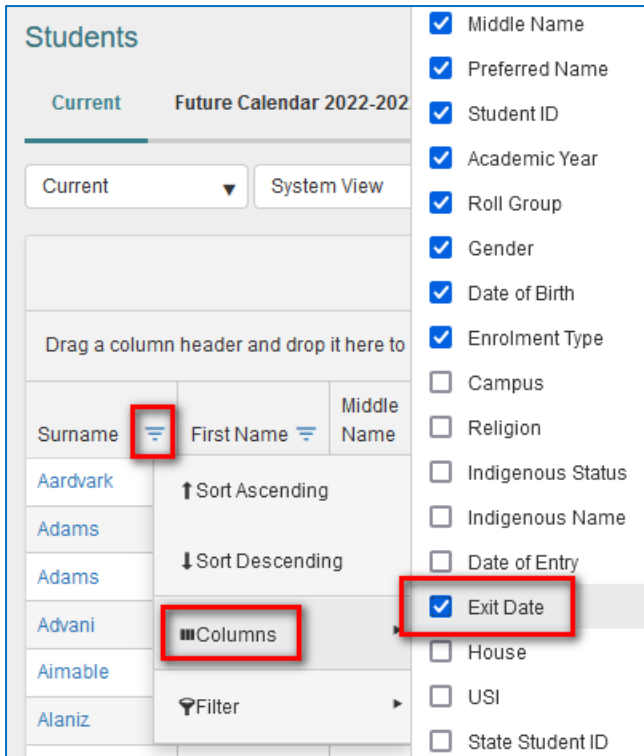 Students
Current Future Calendar 2022-202
Current System View
Drag a column header and drop it here to
Surname First Name Middle Name
Aardvark
Adams
Adams
Advani
Aimable
Alaniz
Sort Ascending
Sort Descending
Columns
Filter
Middle Name
Preferred Name
Student ID
Academic Year
Roll Group
Gender
Date of Birth
Enrolment Type
Campus
Religion
Indigenous Status
Indigenous Name
Date of Entry
Exit Date
House
USI
State Student ID